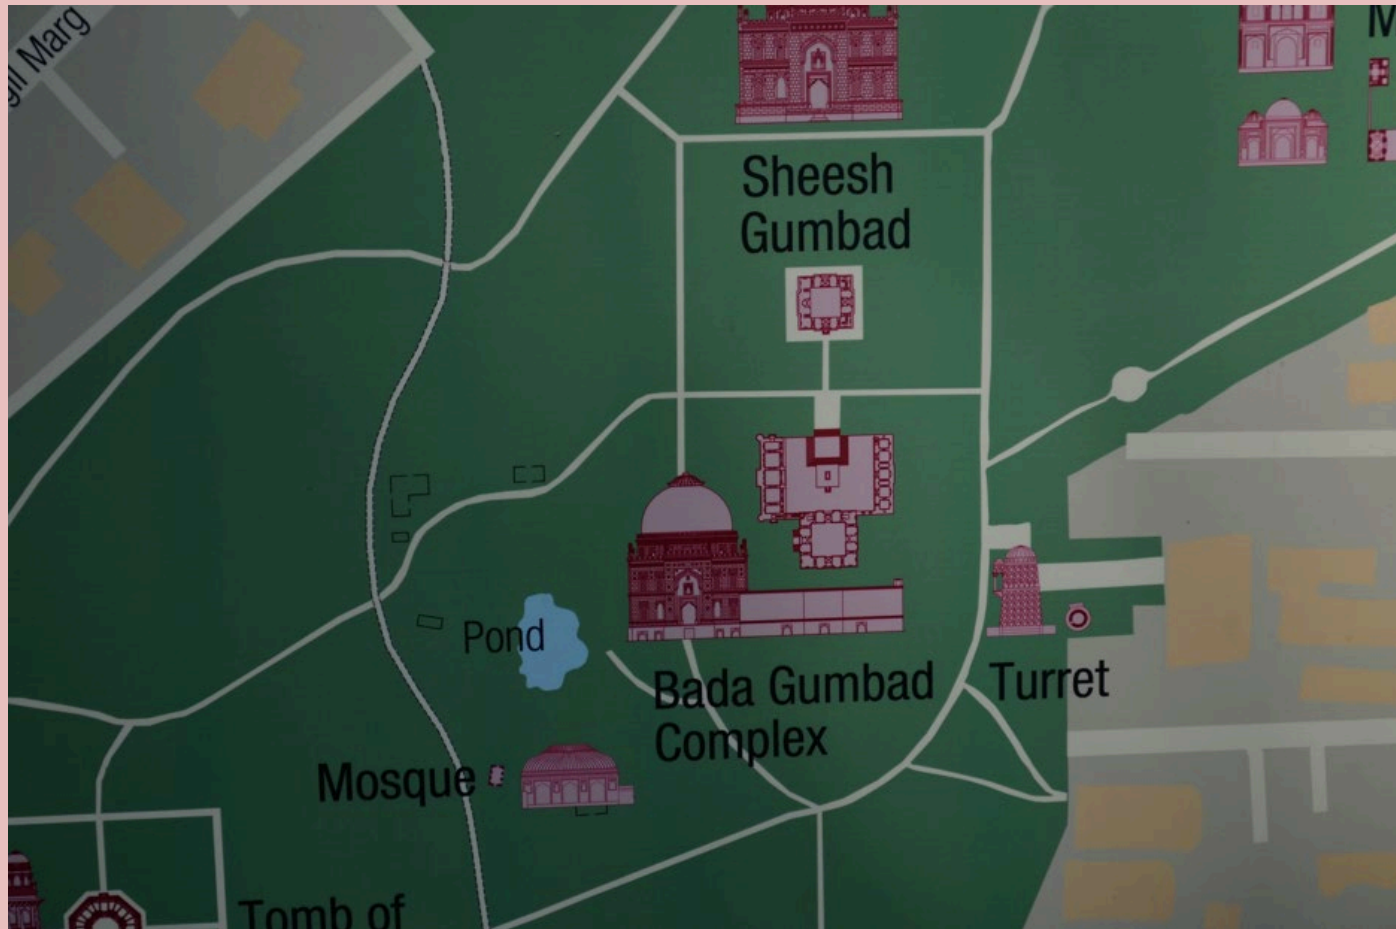 Marg
Sheesh
Gumbad
Pond
Bada Gumbad
Complex
Turret
Mosque
Tomb of